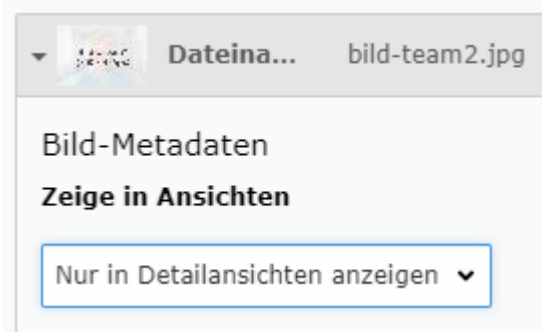 Dateina... bild-team2.jpg
Bild-Metadaten
Zeige in Ansichten
Nur in Detailansichten anzeigen